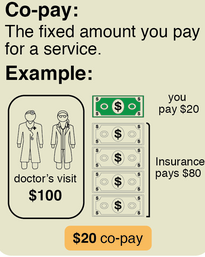 Co-pay:
The fixed amount you pay
for a service.
Example:
you
pay $20
$
$
$
$
$
Insurance
pays $80
doctor's visit
$100
$20 co-pay